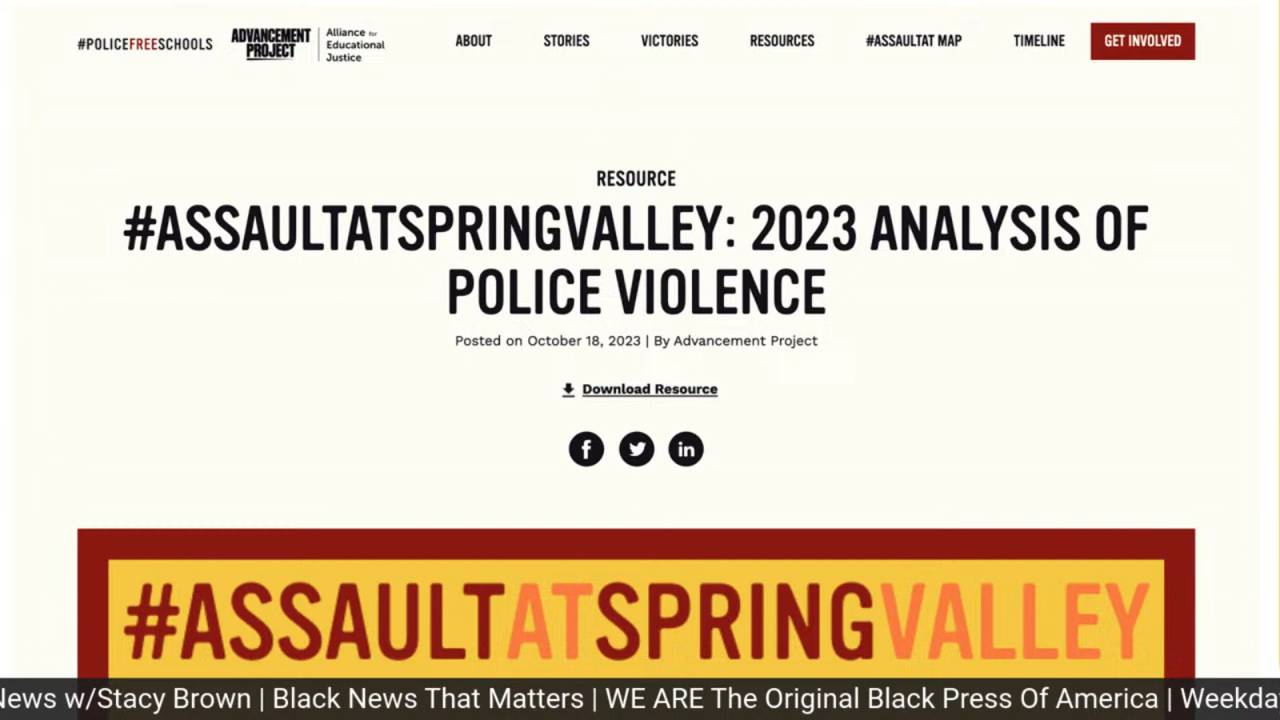 #POLICEFREESCHOOLS
ADVANCEMENT
PROJECT
Alliance for
Educational
Justice
ABOUT
STORIES
VICTORIES
RESOURCES
#ASSAULTAT MAP
TIMELINE
GET INVOLVED
RESOURCE
#ASSAULTATSPRINGVALLEY: 2023 ANALYSIS OF
POLICE VIOLENCE
Posted on October 18, 2023 | By Advancement Project
Download Resource
#ASSAULTATSPRINGVALLEY
News w/Stacy Brown | Black News That Matters | WE ARE The Original Black Press Of America | Weekda